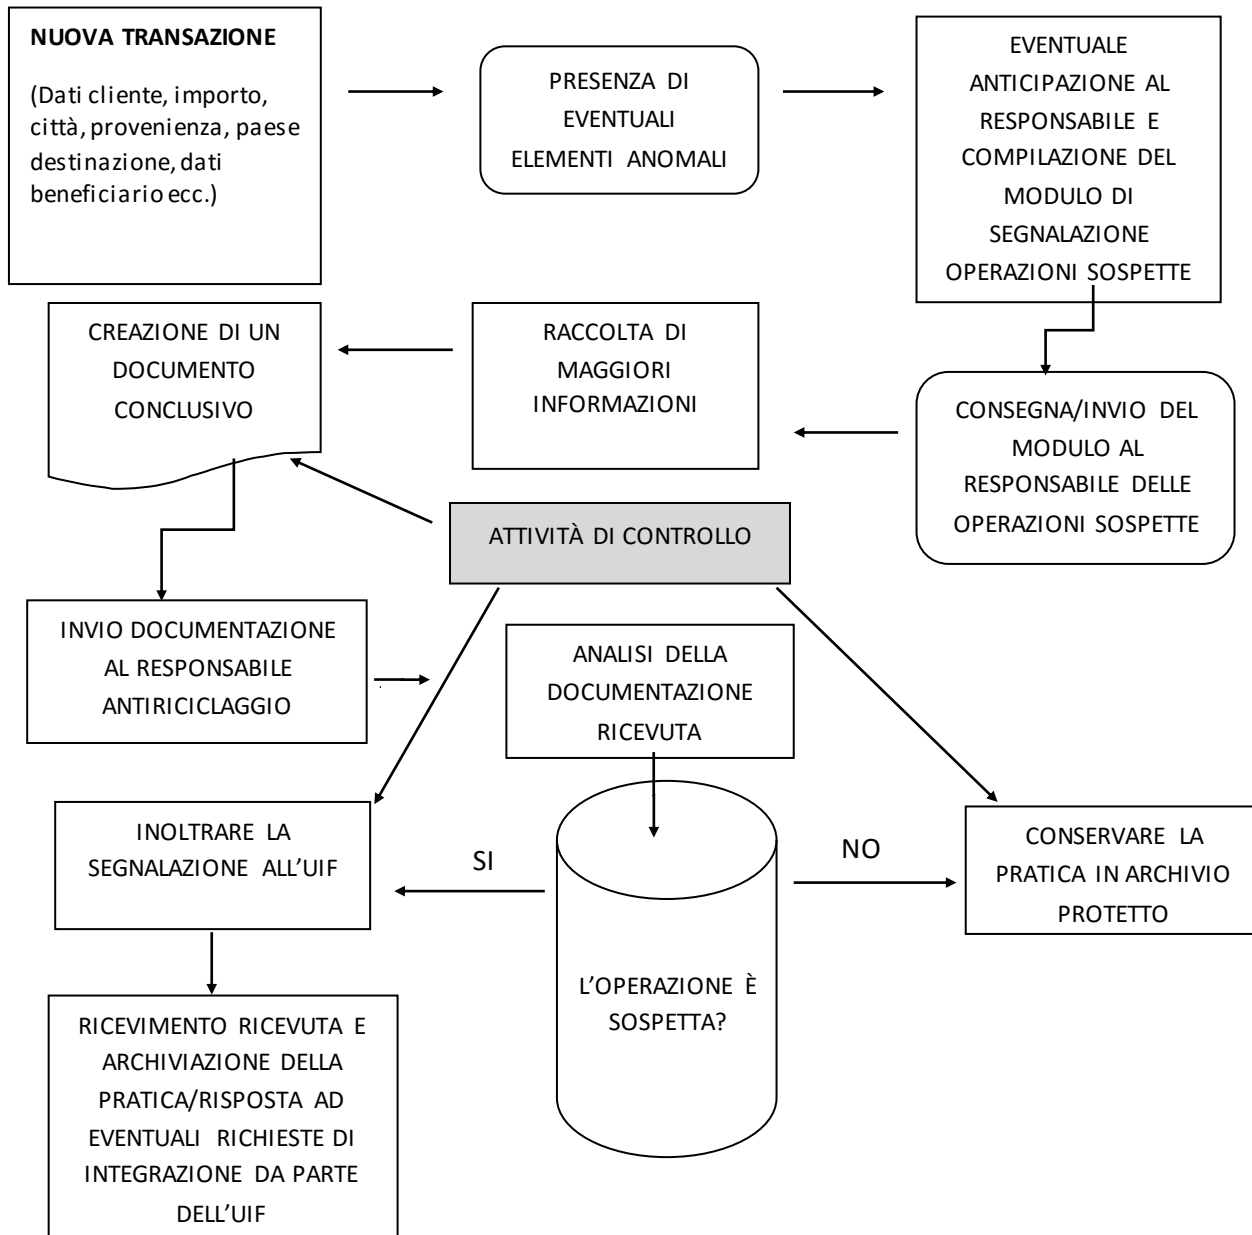 NUOVA TRANSAZIONE
(Dati cliente, importo,
città, provenienza, paese
destinazione, dati
beneficiario ecc.)
PRESENZA DI
EVENTUALI
ELEMENTI ANOMALI
EVENTUALE
ANTICIPAZIONE AL
RESPONSABILE E
COMPILAZIONE DEL
MODULO DI
SEGNALAZIONE
OPERAZIONI SOSPETTE
CREAZIONE DI UN
DOCUMENTO
CONCLUSIVO
RACCOLTA DI
MAGGIORI
INFORMAZIONI
CONSEGNA/INVIO DEL
MODULO AL
RESPONSABILE DELLE
OPERAZIONI SOSPETTE
ATTIVITÀ DI CONTROLLO
INVIO DOCUMENTAZIONE
AL RESPONSABILE
ANTIRICICLAGGIO
ANALISI DELLA
DOCUMENTAZIONE
RICEVUTA
INOLTRARE LA
SEGNALAZIONE ALL’UIF
SI
NO
CONSERVARE LA
PRATICA IN ARCHIVIO
PROTETTO
L’OPERAZIONE È
SOSPETTA?
RICEVIMENTO RICEVUTA E
ARCHIVIAZIONE DELLA
PRATICA/RISPOSTA AD
EVENTUALI RICHIESTE DI
INTEGRAZIONE DA PARTE
DELL’UIF